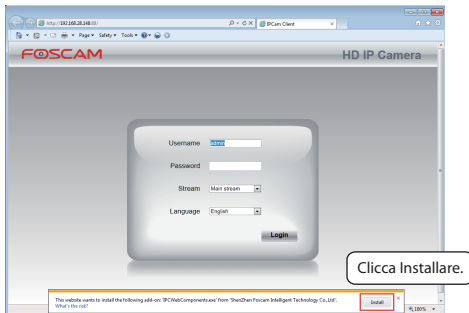 http://192.168.28.148:88/
IPCam Client
Page Safety Tools
FOSCAM
HD IP Camera
Username admin
Password
Stream Main stream
Language English
Login
Clicca Installare.
This website wants to install the following add-on: 'IPCWebComponents.exe' from 'ShenZhen Foscam Intelligent Technology Co.,Ltd'.
What's the risk?
Install
100%